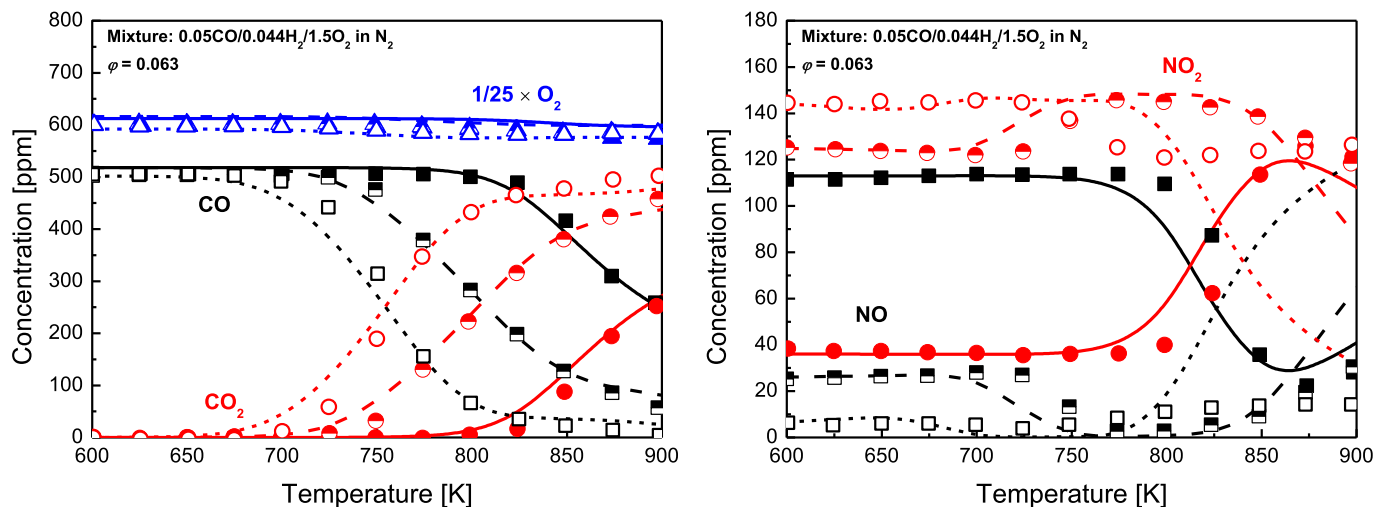 Mixture: 0.05CO/0.044H₂/1.5O₂ in N₂
φ = 0.063
1/25 × O₂
CO
CO₂
Concentration [ppm]
800
700
600
500
400
300
200
100
0
600 650 700 750 800 850 900
Temperature [K]
Mixture: 0.05CO/0.044H₂/1.5O₂ in N₂
φ = 0.063
NO₂
NO
Concentration [ppm]
180
160
140
120
100
80
60
40
20
0
600 650 700 750 800 850 900
Temperature [K]